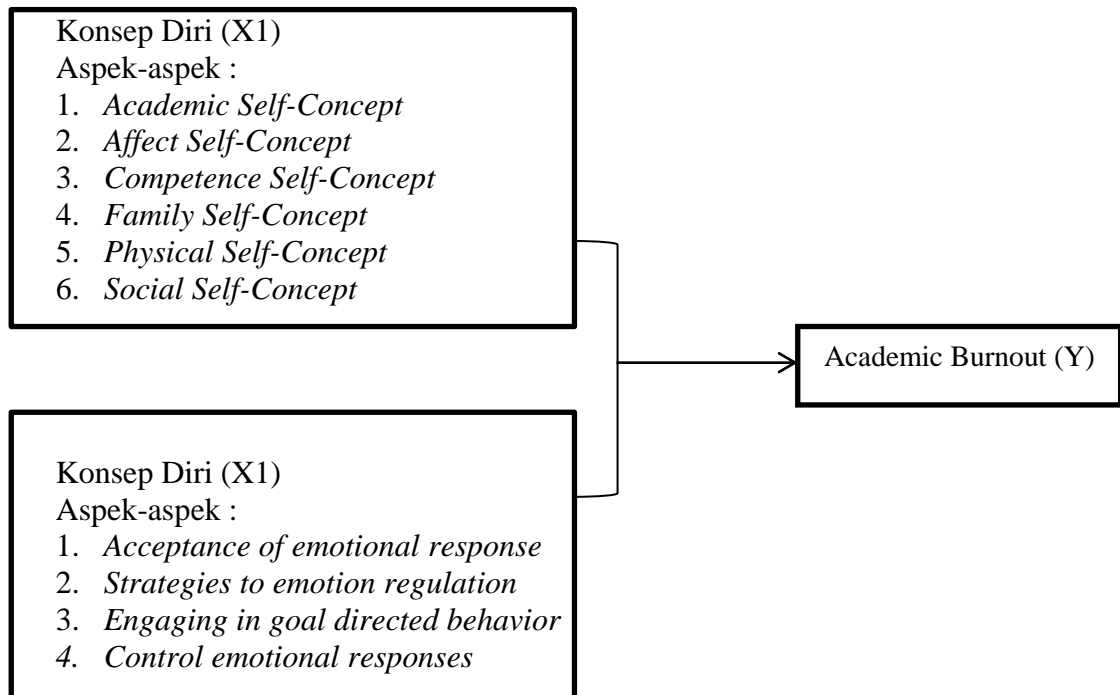 Konsep Diri (X1)
Aspek-aspek :
1. Academic Self-Concept
2. Affect Self-Concept
3. Competence Self-Concept
4. Family Self-Concept
5. Physical Self-Concept
6. Social Self-Concept
Academic Burnout (Y)
Konsep Diri (X1)
Aspek-aspek :
1. Acceptance of emotional response
2. Strategies to emotion regulation
3. Engaging in goal directed behavior
4. Control emotional responses